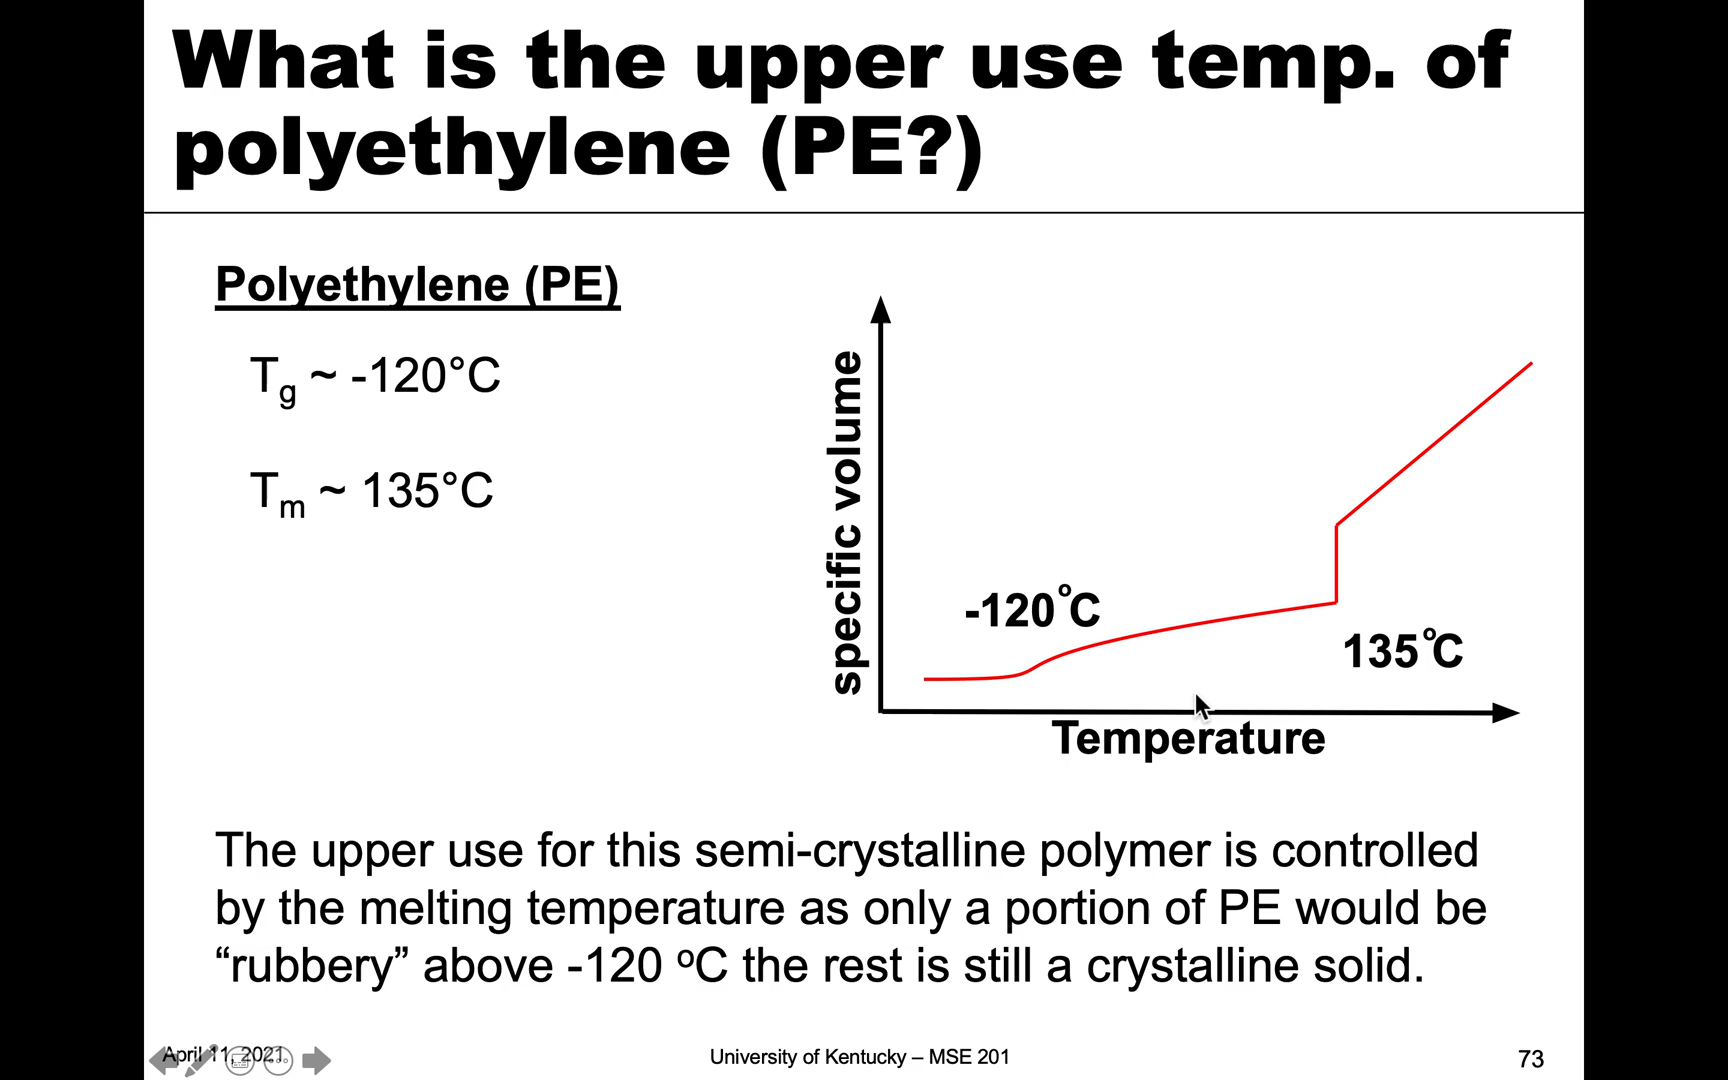 What is the upper use temp. of
polyethylene (PE?)
Polyethylene (PE)
Tg ~ -120°C
Tm ~ 135°C
specific volume
-120°C
135°C
Temperature
The upper use for this semi-crystalline polymer is controlled
by the melting temperature as only a portion of PE would be
“rubbery” above -120 ºC the rest is still a crystalline solid.
April 11, 2021
University of Kentucky – MSE 201
73